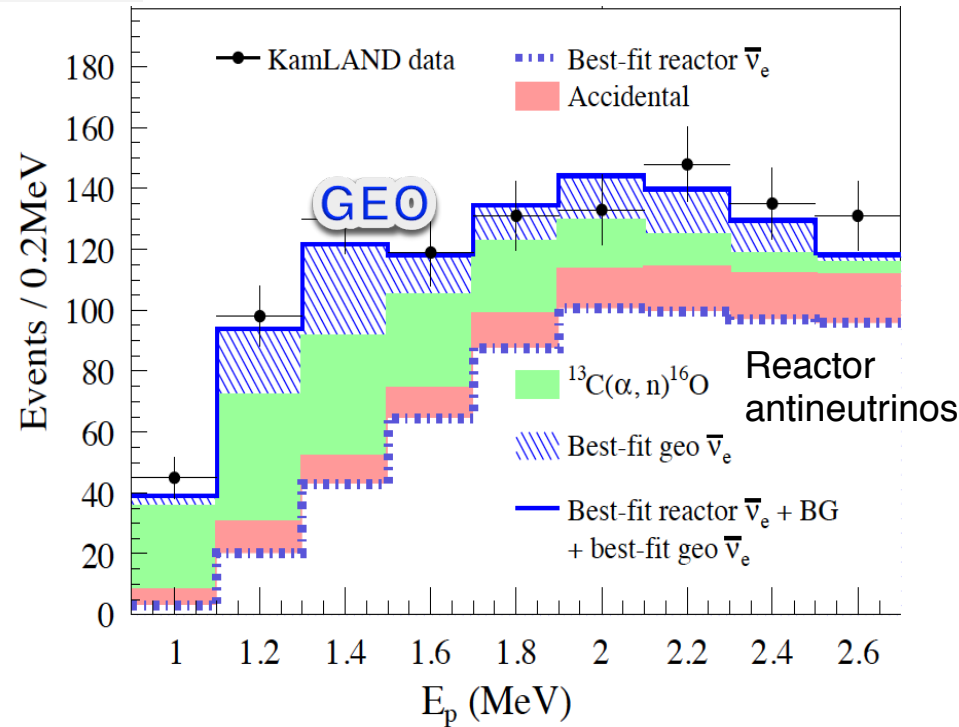 KamLAND data
Best-fit reactor ν̅ₑ
Accidental
GEO
¹³C(α, n)¹⁶O
Best-fit geo ν̅ₑ
Best-fit reactor ν̅ₑ + BG
+ best-fit geo ν̅ₑ
Reactor
antineutrinos
Events / 0.2MeV
180
160
140
120
100
80
60
40
20
0
1 1.2 1.4 1.6 1.8 2 2.2 2.4 2.6
Eₚ (MeV)